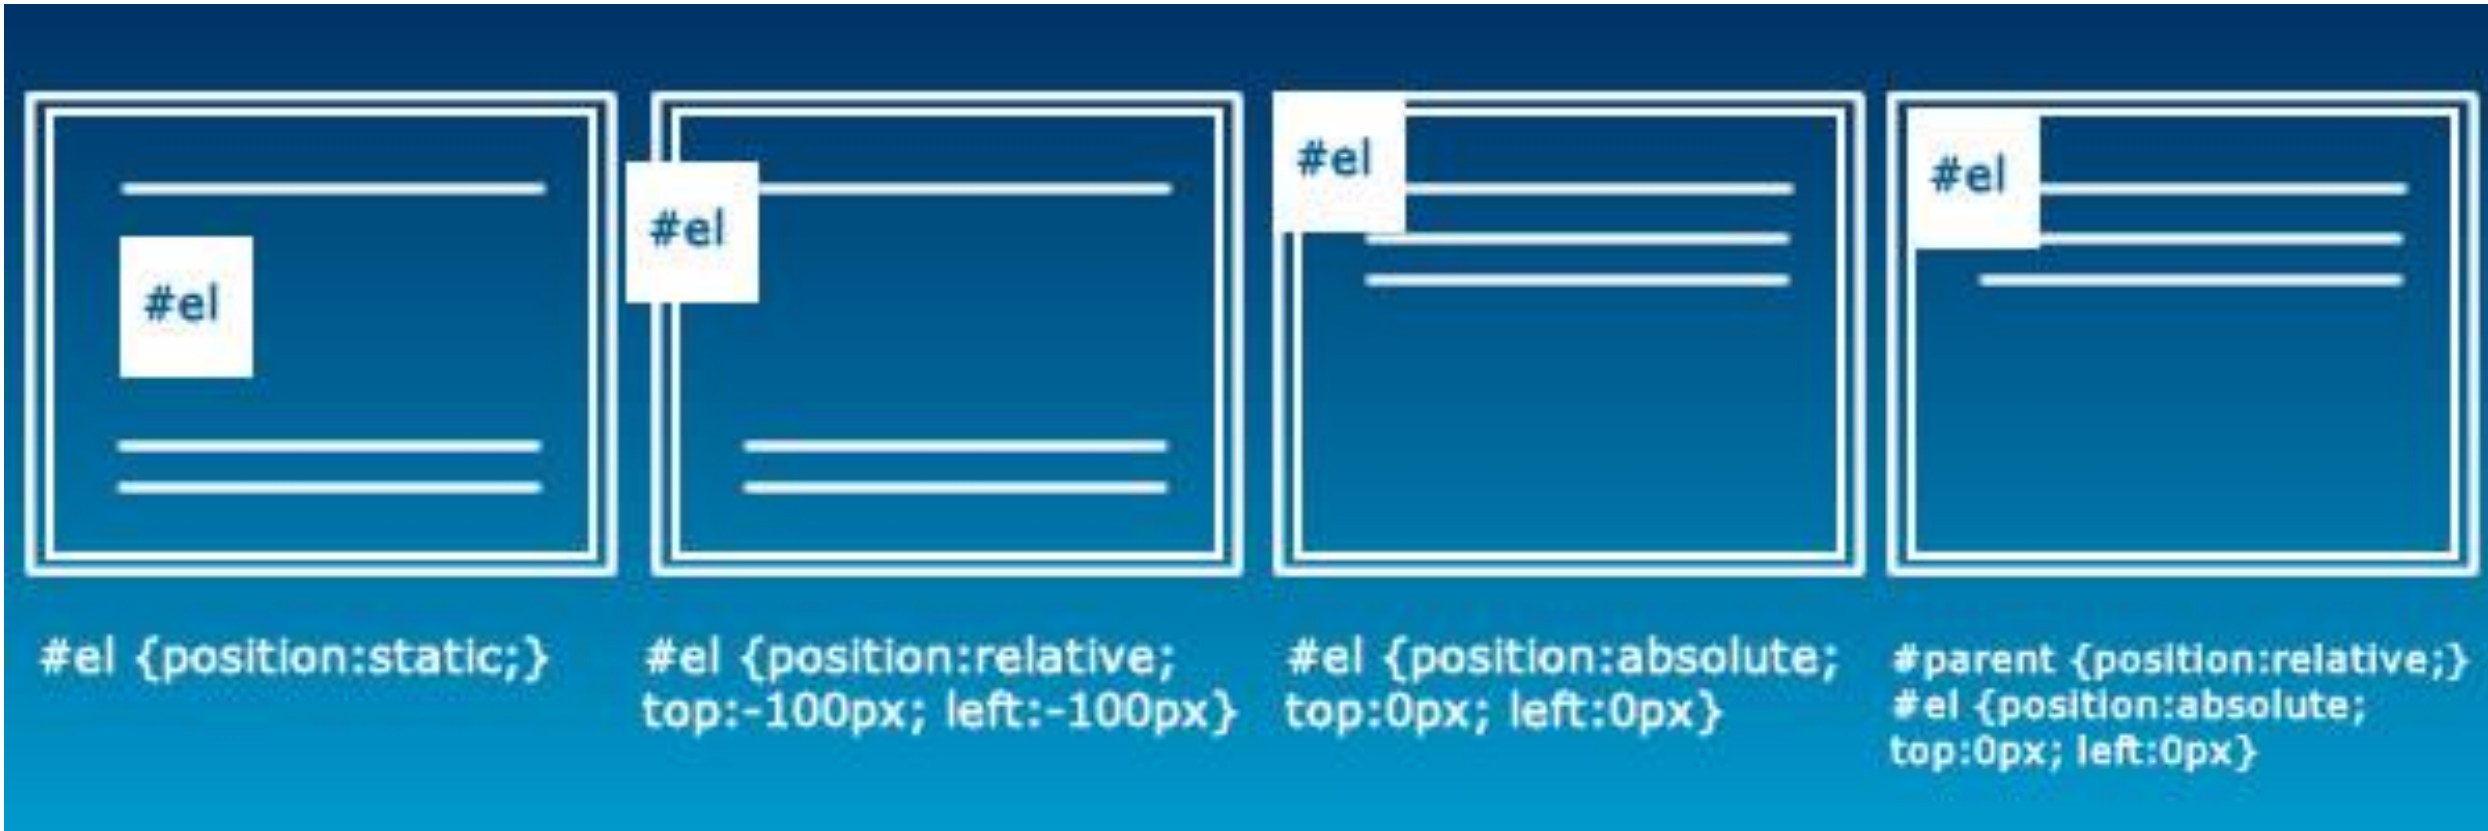 #el
#el
#el
#el
#el {position:static;}
#el {position:relative;
top:-100px; left:-100px}
#el {position:absolute;
top:0px; left:0px}
#parent {position:relative;}
#el {position:absolute;
top:0px; left:0px}